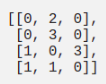 [[0, 2, 0],
[0, 3, 0],
[1, 0, 3],
[1, 1, 0]]